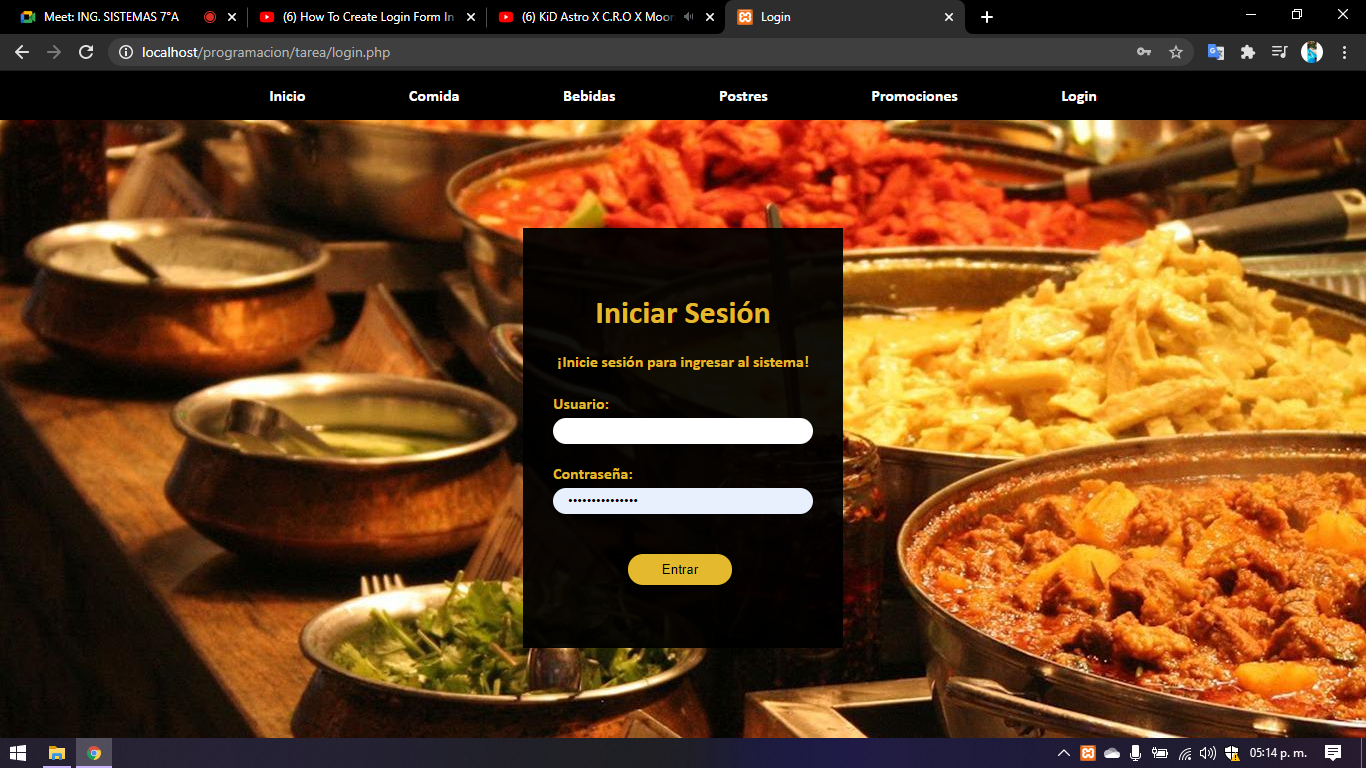 Meet: ING. SISTEMAS 7°A
(6) How To Create Login Form In
(6) KiD Astro X C.R.O X Moon
Login
localhost/programacion/tarea/login.php
Inicio Comida Bebidas Postres Promociones Login
Iniciar Sesión
¡Inicie sesión para ingresar al sistema!
Usuario:
Contraseña:
Entrar
05:14 p. m.